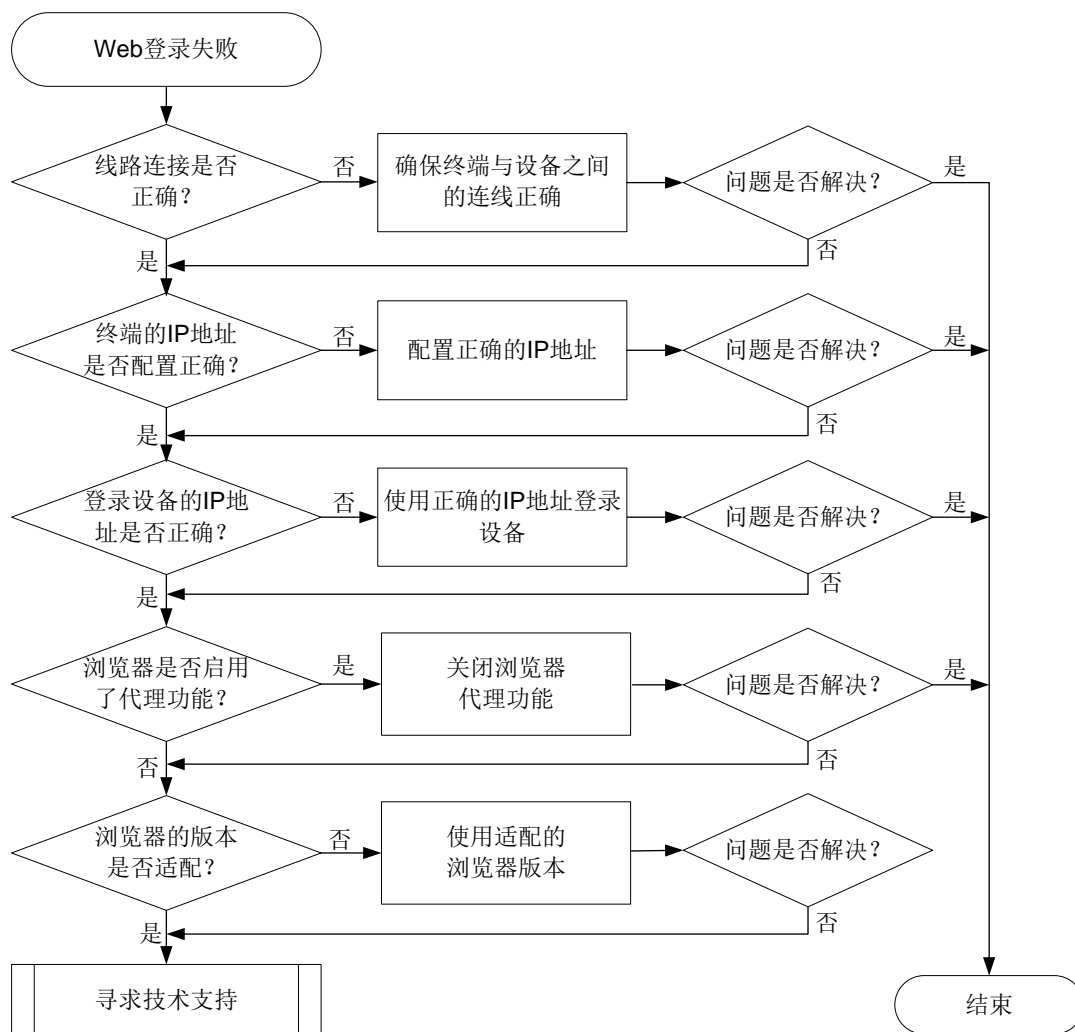 Web登录失败
线路连接是否
正确？
否
确保终端与设备之间
的连线正确
问题是否解决？
是
否
是
终端的IP地址
是否配置正确？
否
配置正确的IP地址
问题是否解决？
是
否
是
登录设备的IP地
址是否正确？
否
使用正确的IP地址登录
设备
问题是否解决？
是
否
是
浏览器是否启用
了代理功能？
是
关闭浏览器
代理功能
问题是否解决？
是
否
否
浏览器的版本
是否适配？
否
使用适配的
浏览器版本
问题是否解决？
否
是
寻求技术支持
结束